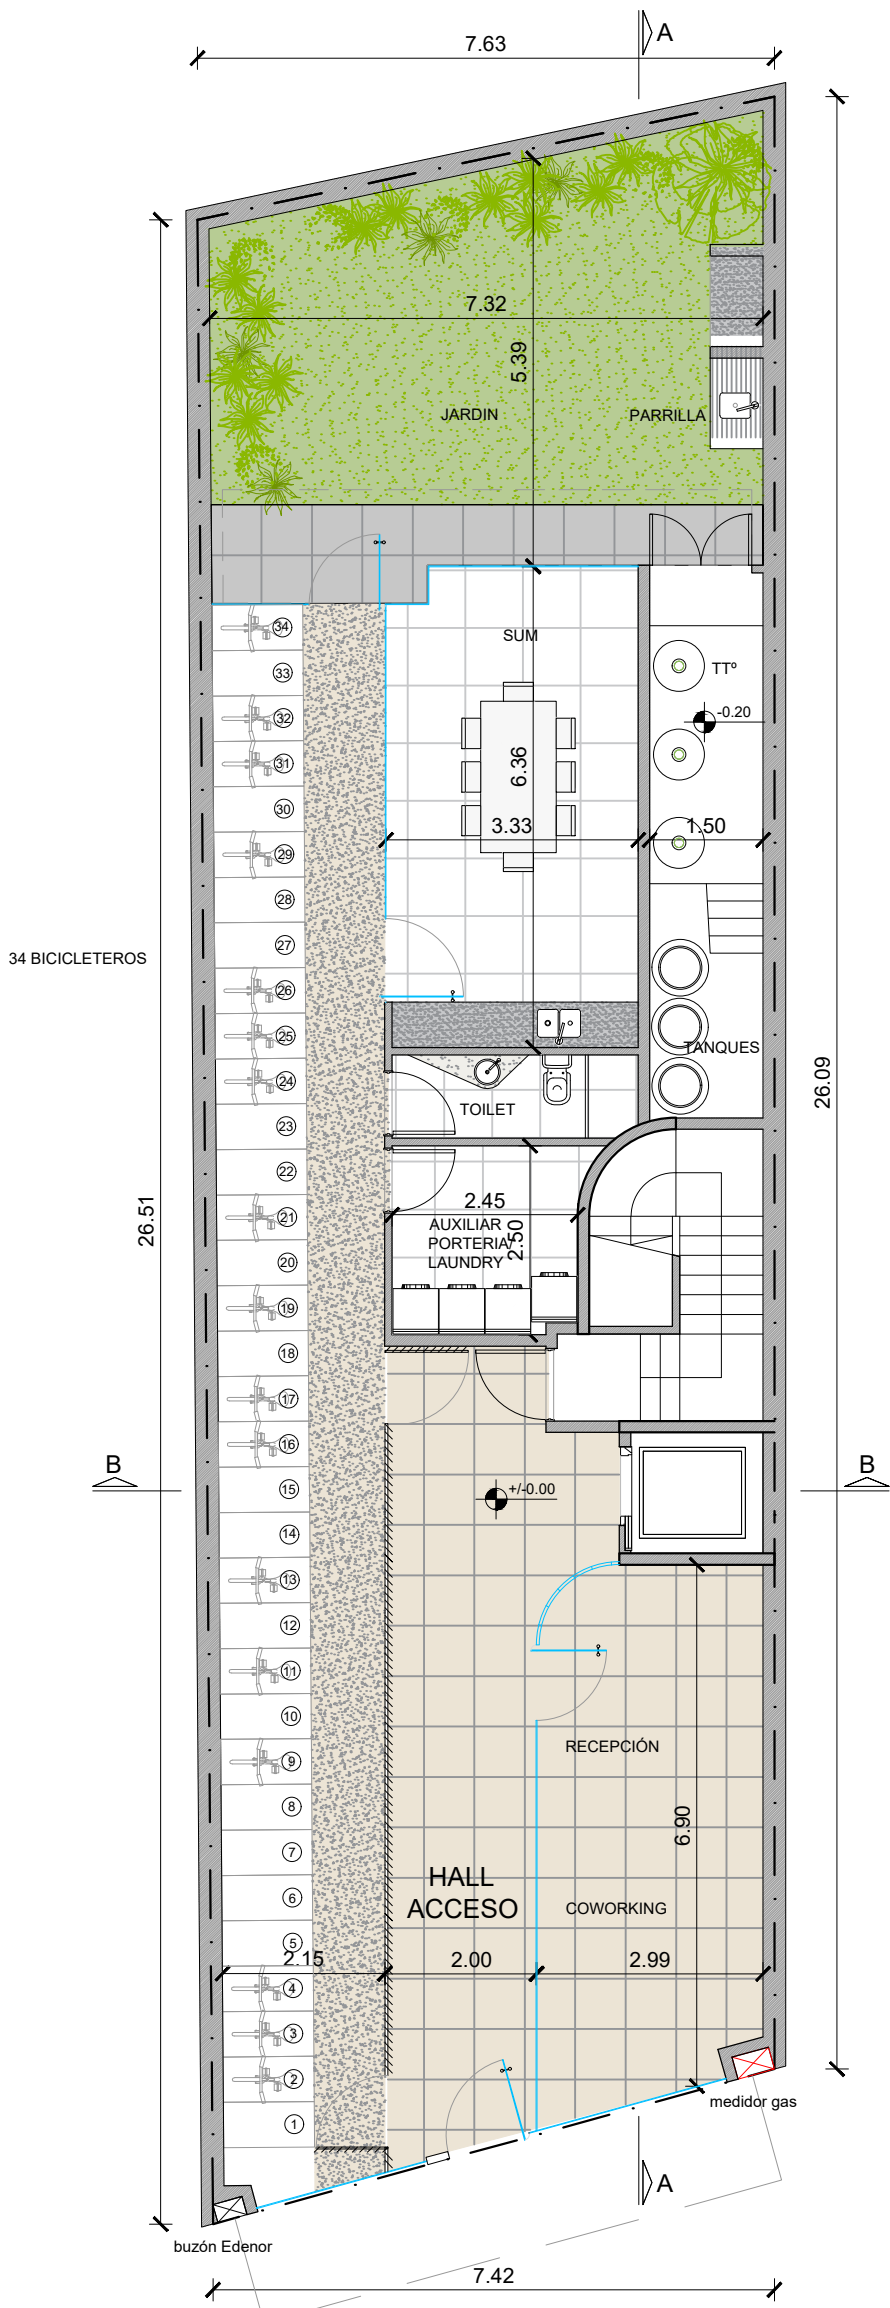 A
7.63
7.32
5.39
JARDIN
PARRILLA
34
SUM
33
TTº
32
-0.20
31
6.36
30
3.33
1.50
29
28
27
34 BICICLETEROS
26
25
TANQUES
24
26.09
TOILET
23
22
26.51
2.45
21
AUXILIAR
PORTERIA/
LAUNDRY
2.50
20
19
18
17
16
B
B
15
+/-0.00
14
13
12
11
10
RECEPCIÓN
9
8
6.90
7
HALL
ACCESO
6
COWORKING
5
2.15
2.00
2.99
4
3
2
medidor gas
1
A
buzón Edenor
7.42